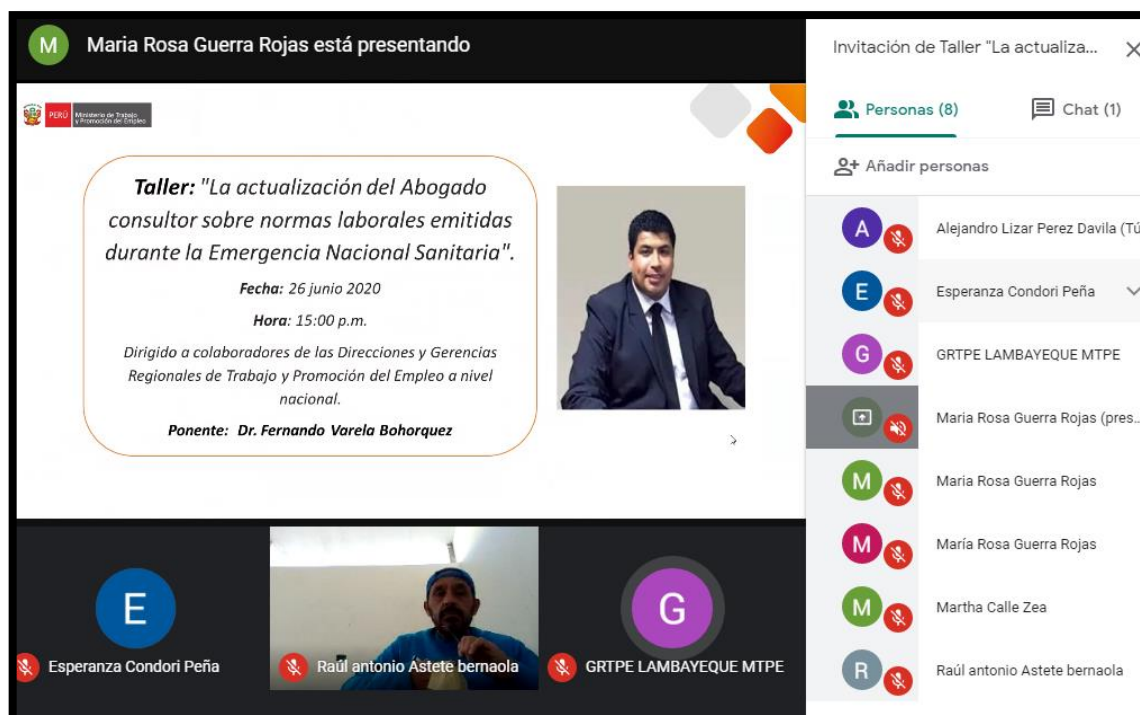 M Maria Rosa Guerra Rojas está presentando
PERÚ
Ministerio de Trabajo
y Promoción del Empleo
Taller: "La actualización del Abogado
consultor sobre normas laborales emitidas
durante la Emergencia Nacional Sanitaria".
Fecha: 26 junio 2020
Hora: 15:00 p.m.
Dirigido a colaboradores de las Direcciones y Gerencias
Regionales de Trabajo y Promoción del Empleo a nivel
nacional.
Ponente: Dr. Fernando Varela Bohorquez
E
Esperanza Condori Peña
Raúl antonio Astete bernaola
G
GRTPE LAMBAYEQUE MTPE
Invitación de Taller "La actualiza...
Personas (8)
Chat (1)
Añadir personas
A Alejandro Lizar Perez Davila (Tú
E Esperanza Condori Peña
G GRTPE LAMBAYEQUE MTPE
Maria Rosa Guerra Rojas (pres...
M Maria Rosa Guerra Rojas
M María Rosa Guerra Rojas
M Martha Calle Zea
R Raúl antonio Astete bernaola